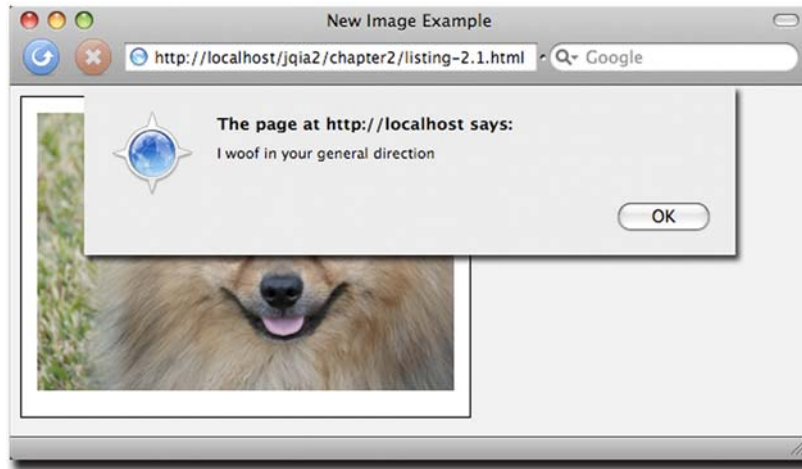 New Image Example
http://localhost/jqia2/chapter2/listing-2.1.html
Google
The page at http://localhost says:
I woof in your general direction
OK